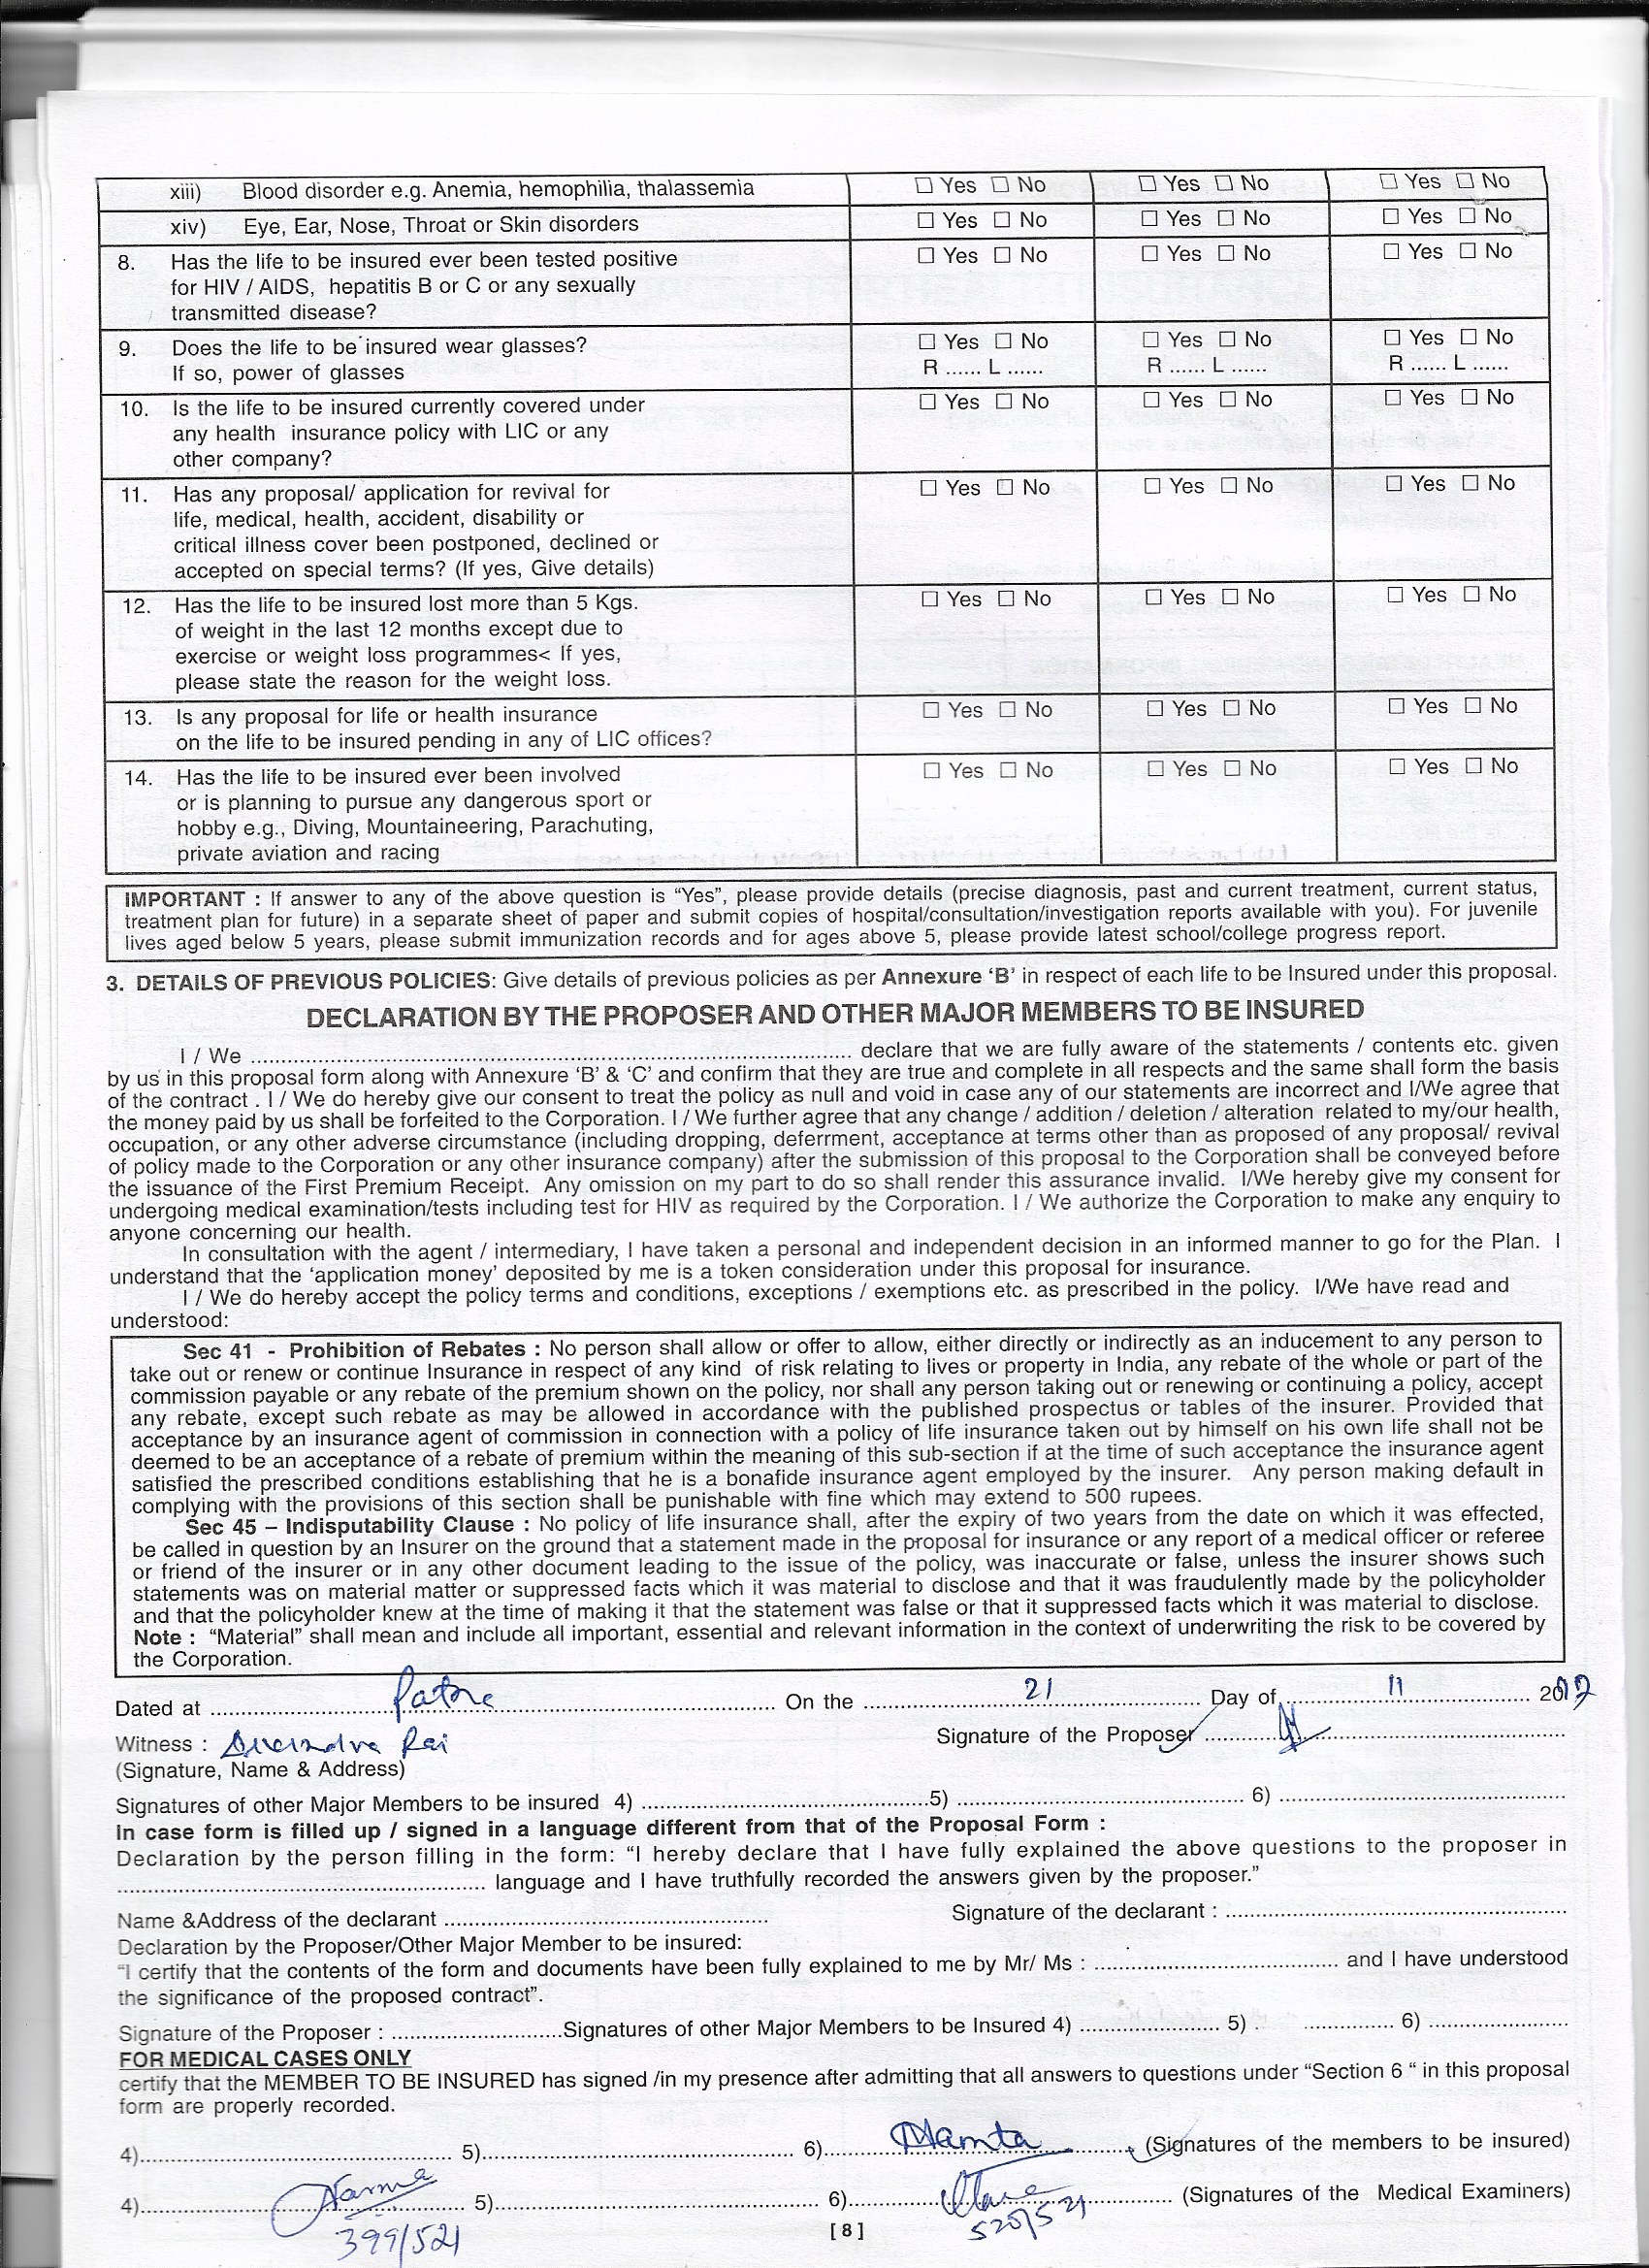 xiii) Blood disorder e.g. Anemia, hemophilia, thalassemia ☐ Yes ☐ No ☐ Yes ☐ No ☐ Yes ☐ No
xiv) Eye, Ear, Nose, Throat or Skin disorders ☐ Yes ☐ No ☐ Yes ☐ No ☐ Yes ☐ No
8. Has the life to be insured ever been tested positive ☐ Yes ☐ No ☐ Yes ☐ No ☐ Yes ☐ No
for HIV / AIDS, hepatitis B or C or any sexually
transmitted disease?
9. Does the life to be insured wear glasses? ☐ Yes ☐ No ☐ Yes ☐ No ☐ Yes ☐ No
If so, power of glasses R ...... L ...... R ...... L ...... R ...... L ......
10. Is the life to be insured currently covered under ☐ Yes ☐ No ☐ Yes ☐ No ☐ Yes ☐ No
any health insurance policy with LIC or any
other company?
11. Has any proposal/ application for revival for ☐ Yes ☐ No ☐ Yes ☐ No ☐ Yes ☐ No
life, medical, health, accident, disability or
critical illness cover been postponed, declined or
accepted on special terms? (If yes, Give details)
12. Has the life to be insured lost more than 5 Kgs. ☐ Yes ☐ No ☐ Yes ☐ No ☐ Yes ☐ No
of weight in the last 12 months except due to
exercise or weight loss programmes< If yes,
please state the reason for the weight loss.
13. Is any proposal for life or health insurance ☐ Yes ☐ No ☐ Yes ☐ No ☐ Yes ☐ No
on the life to be insured pending in any of LIC offices?
14. Has the life to be insured ever been involved ☐ Yes ☐ No ☐ Yes ☐ No ☐ Yes ☐ No
or is planning to pursue any dangerous sport or
hobby e.g., Diving, Mountaineering, Parachuting,
private aviation and racing
IMPORTANT : If answer to any of the above question is “Yes”, please provide details (precise diagnosis, past and current treatment, current status,
treatment plan for future) in a separate sheet of paper and submit copies of hospital/consultation/investigation reports available with you). For juvenile
lives aged below 5 years, please submit immunization records and for ages above 5, please provide latest school/college progress report.
3. DETAILS OF PREVIOUS POLICIES: Give details of previous policies as per Annexure ‘B’ in respect of each life to be Insured under this proposal.
DECLARATION BY THE PROPOSER AND OTHER MAJOR MEMBERS TO BE INSURED
I / We .......... declare that we are fully aware of the statements / contents etc. given
by us in this proposal form along with Annexure ‘B’ & ‘C’ and confirm that they are true and complete in all respects and the same shall form the basis
of the contract . I / We do hereby give our consent to treat the policy as null and void in case any of our statements are incorrect and I/We agree that
the money paid by us shall be forfeited to the Corporation. I / We further agree that any change / addition / deletion / alteration related to my/our health,
occupation, or any other adverse circumstance (including dropping, deferrment, acceptance at terms other than as proposed of any proposal/ revival
of policy made to the Corporation or any other insurance company) after the submission of this proposal to the Corporation shall be conveyed before
the issuance of the First Premium Receipt. Any omission on my part to do so shall render this assurance invalid. I/We hereby give my consent for
undergoing medical examination/tests including test for HIV as required by the Corporation. I / We authorize the Corporation to make any enquiry to
anyone concerning our health.
In consultation with the agent / intermediary, I have taken a personal and independent decision in an informed manner to go for the Plan. I
understand that the ‘application money’ deposited by me is a token consideration under this proposal for insurance.
I / We do hereby accept the policy terms and conditions, exceptions / exemptions etc. as prescribed in the policy. I/We have read and
understood:
Sec 41 - Prohibition of Rebates : No person shall allow or offer to allow, either directly or indirectly as an inducement to any person to
take out or renew or continue Insurance in respect of any kind of risk relating to lives or property in India, any rebate of the whole or part of the
commission payable or any rebate of the premium shown on the policy, nor shall any person taking out or renewing or continuing a policy, accept
any rebate, except such rebate as may be allowed in accordance with the published prospectus or tables of the insurer. Provided that
acceptance by an insurance agent of commission in connection with a policy of life insurance taken out by himself on his own life shall not be
deemed to be an acceptance of a rebate of premium within the meaning of this sub-section if at the time of such acceptance the insurance agent
satisfied the prescribed conditions establishing that he is a bonafide insurance agent employed by the insurer. Any person making default in
complying with the provisions of this section shall be punishable with fine which may extend to 500 rupees.
Sec 45 – Indisputability Clause : No policy of life insurance shall, after the expiry of two years from the date on which it was effected,
be called in question by an Insurer on the ground that a statement made in the proposal for insurance or any report of a medical officer or referee
or friend of the insurer or in any other document leading to the issue of the policy, was inaccurate or false, unless the insurer shows such
statements was on material matter or suppressed facts which it was material to disclose and that it was fraudulently made by the policyholder
and that the policyholder knew at the time of making it that the statement was false or that it suppressed facts which it was material to disclose.
Note : “Material” shall mean and include all important, essential and relevant information in the context of underwriting the risk to be covered by
the Corporation.
Dated at .......... On the .......... 21 .......... Day of .......... 11 .......... 2012
Witness : Rai Signature of the Proposer ..........
(Signature, Name & Address)
Signatures of other Major Members to be insured 4) .......... 5) .......... 6) ..........
In case form is filled up / signed in a language different from that of the Proposal Form :
Declaration by the person filling in the form: “I hereby declare that I have fully explained the above questions to the proposer in
.......... language and I have truthfully recorded the answers given by the proposer.”
Name &Address of the declarant .......... Signature of the declarant : ..........
Declaration by the Proposer/Other Major Member to be insured:
“I certify that the contents of the form and documents have been fully explained to me by Mr/ Ms : .......... and I have understood
the significance of the proposed contract”.
Signature of the Proposer : ..........Signatures of other Major Members to be Insured 4) .......... 5) .......... 6) ..........
FOR MEDICAL CASES ONLY
certify that the MEMBER TO BE INSURED has signed /in my presence after admitting that all answers to questions under “Section 6 “ in this proposal
form are properly recorded.
4).......... 5).......... 6).......... Mamta .......... (Signatures of the members to be insured)
4).......... 5).......... 6).......... (Signatures of the Medical Examiners)
399/521 [ 8 ] 520/521